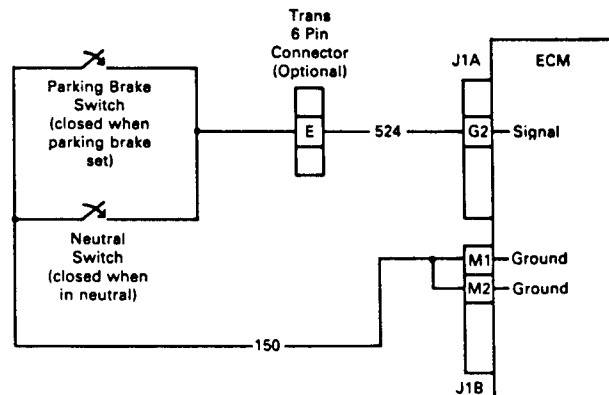 Trans
6 Pin
Connector
(Optional)
J1A
ECM
Parking Brake
Switch
(closed when
parking brake
set)
E
524
G2
Signal
Neutral
Switch
(closed when
in neutral)
M1
Ground
M2
Ground
150
J1B